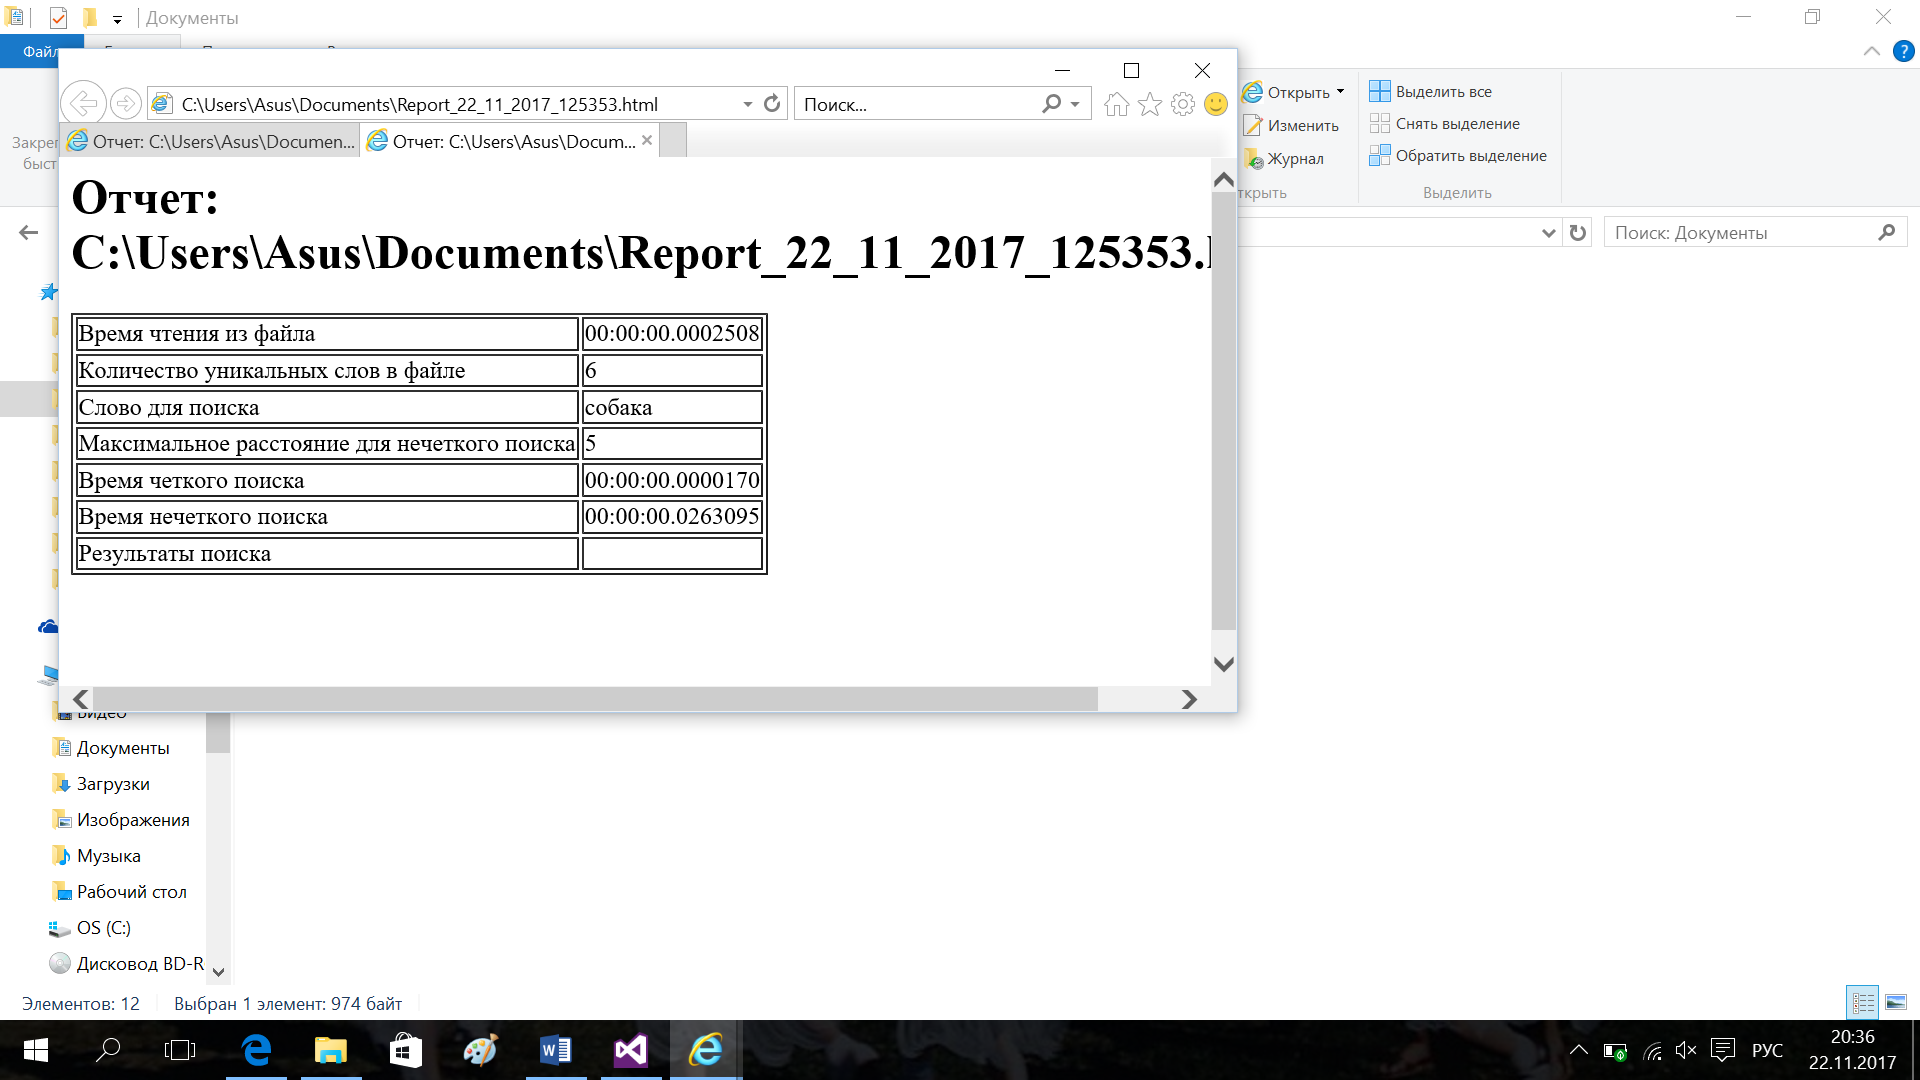 Документы
Файл
C:\Users\Asus\Documents\Report_22_11_2017_125353.html
Поиск...
Отчет: C:\Users\Asus\Documen...
Отчет: C:\Users\Asus\Docum...
Открыть
Изменить
Журнал
Выделить все
Снять выделение
Обратить выделение
Выделить
Поиск: Документы
Отчет:
C:\Users\Asus\Documents\Report_22_11_2017_125353.
Время чтения из файла 00:00:00.0002508
Количество уникальных слов в файле 6
Слово для поиска собака
Максимальное расстояние для нечеткого поиска 5
Время четкого поиска 00:00:00.0000170
Время нечеткого поиска 00:00:00.0263095
Результаты поиска
Видео
Документы
Загрузки
Изображения
Музыка
Рабочий стол
OS (C:)
Дисковод BD-R
Элементов: 12 Выбран 1 элемент: 974 байт
РУС
20:36
22.11.2017